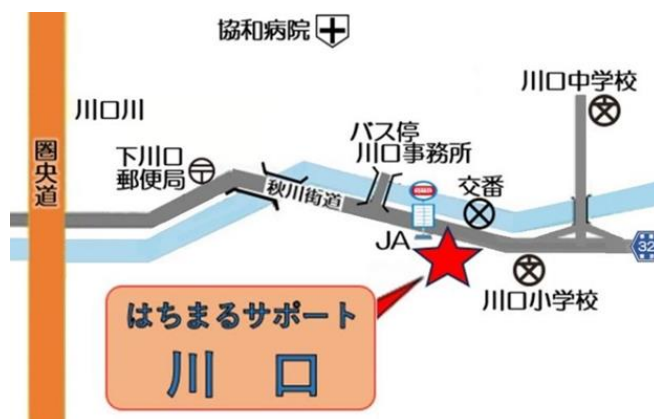 協和病院
川口中学校
川口川
バス停
川口事務所
圏央道
下川口
郵便局
秋川街道
交番
JA
32
川口小学校
はちまるサポート
川 口